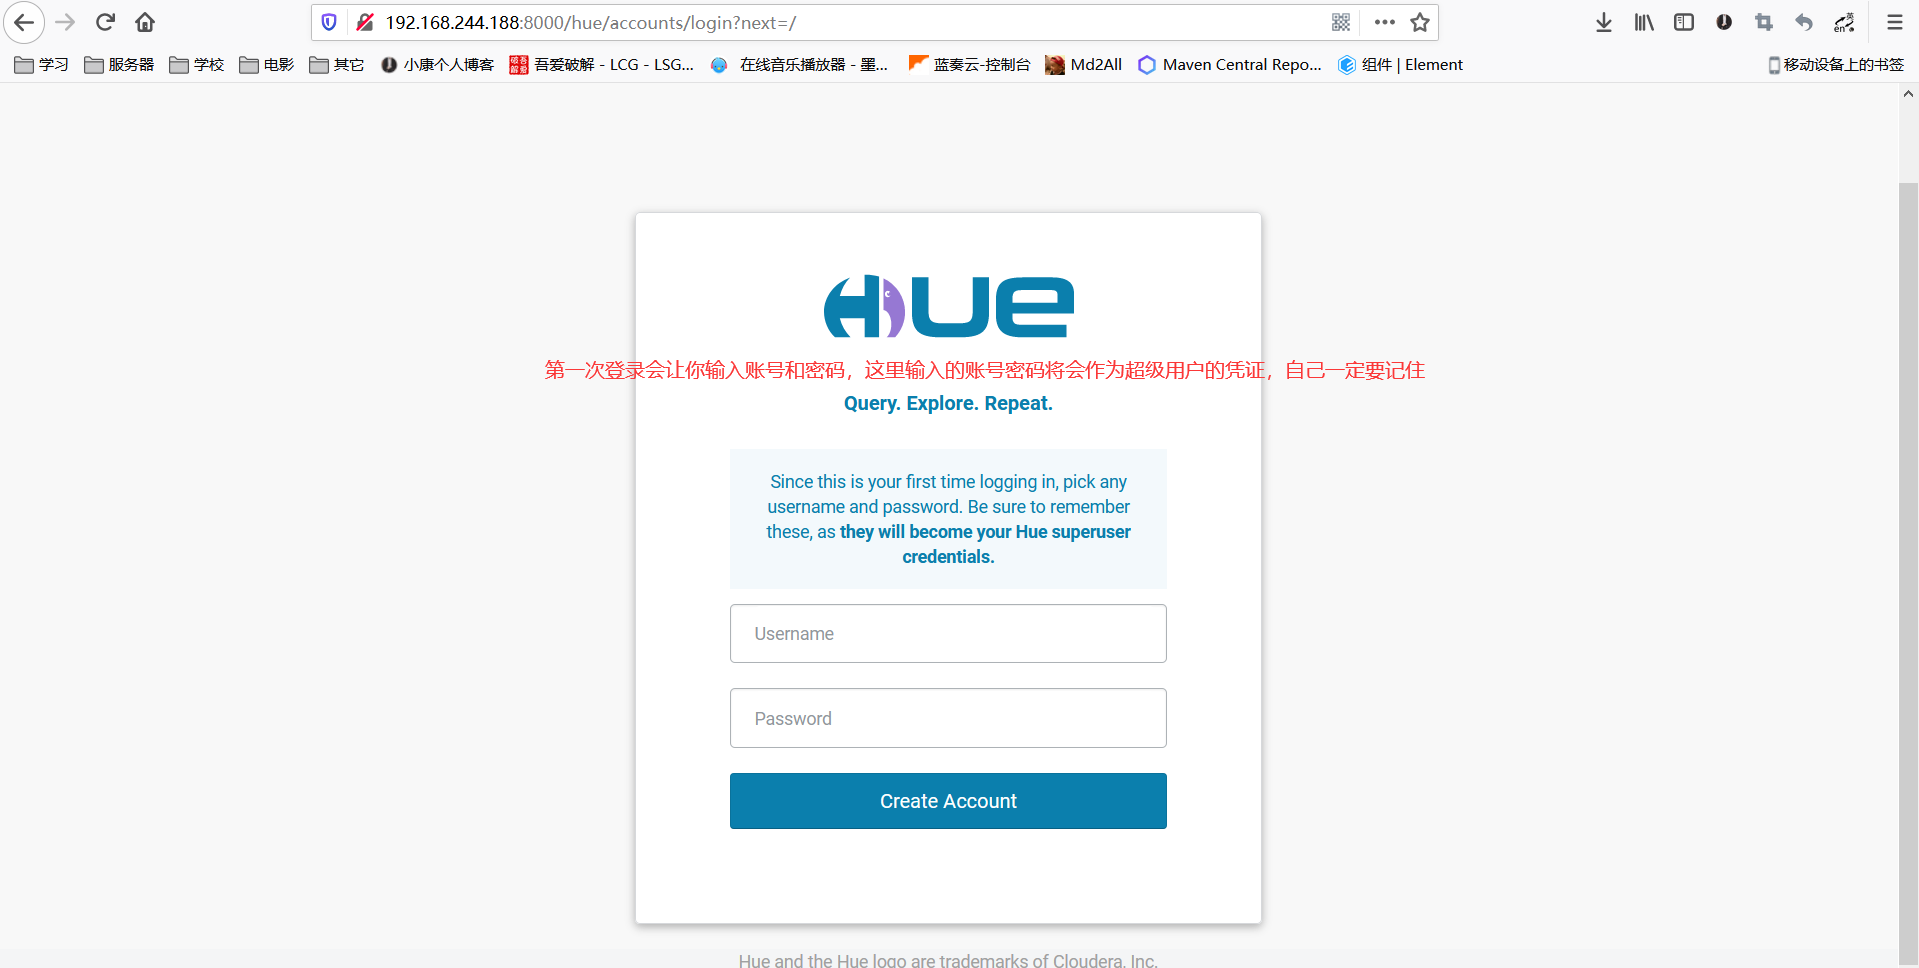 192.168.244.188:8000/hue/accounts/login?next=/
英
en
学习 服务器 学校 电影 其它 小康个人博客 吾爱破解 - LCG - LSG... 在线音乐播放器 - 墨... 蓝奏云-控制台 Md2All Maven Central Repo... 组件 | Element 移动设备上的书签
HUE
第一次登录会让你输入账号和密码，这里输入的账号密码将会作为超级用户的凭证，自己一定要记住
Query. Explore. Repeat.
Since this is your first time logging in, pick any
username and password. Be sure to remember
these, as they will become your Hue superuser
credentials.
Username
Password
Create Account
Hue and the Hue logo are trademarks of Cloudera, Inc.